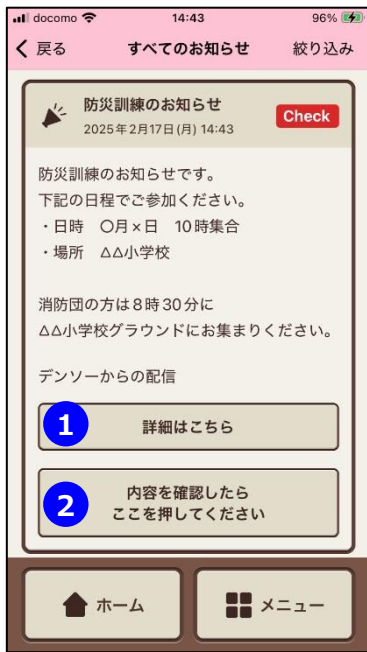 docomo 14:43 96%
戻る すべてのお知らせ 絞り込み
防災訓練のお知らせ
2025年2月17日(月) 14:43
Check
防災訓練のお知らせです。
下記の日程でご参加ください。
・日時 〇月×日 10時集合
・場所 △△小学校
消防団の方は8時30分に
△△小学校グラウンドにお集まりください。
デンソーからの配信
1 詳細はこちら
2 内容を確認したら
ここを押してください
ホーム メニュー